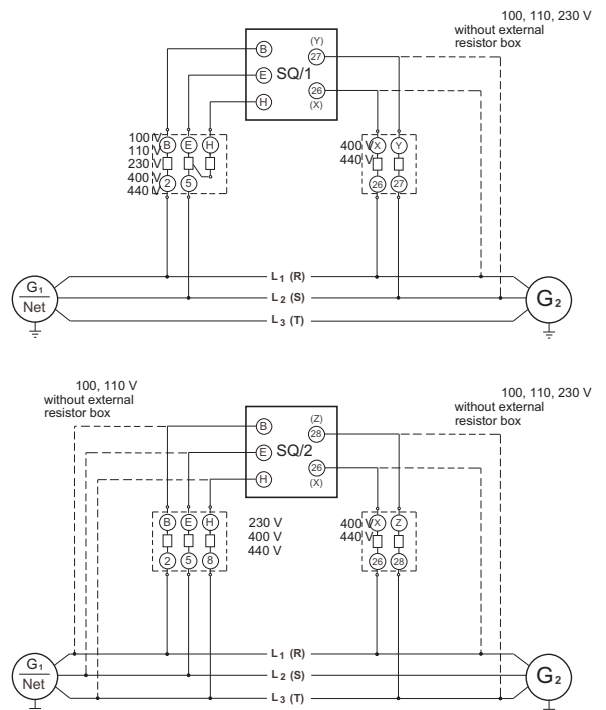 100, 110, 230 V
without external
resistor box
B
(Y)
27
E
SQ/1
26
H
(X)
100 V
110 V
230 V
400 V
440 V
B E H
2 5
400 V
440 V
X Y
26 27
L1 (R)
G1
Net
L2 (S)
G2
L3 (T)
100, 110 V
without external
resistor box
100, 110, 230 V
without external
resistor box
B
(Z)
28
E
SQ/2
26
H
(X)
B E H
2 5 8
230 V
400 V
440 V
400 V
440 V
X Z
26 28
L1 (R)
G1
Net
L2 (S)
G2
L3 (T)